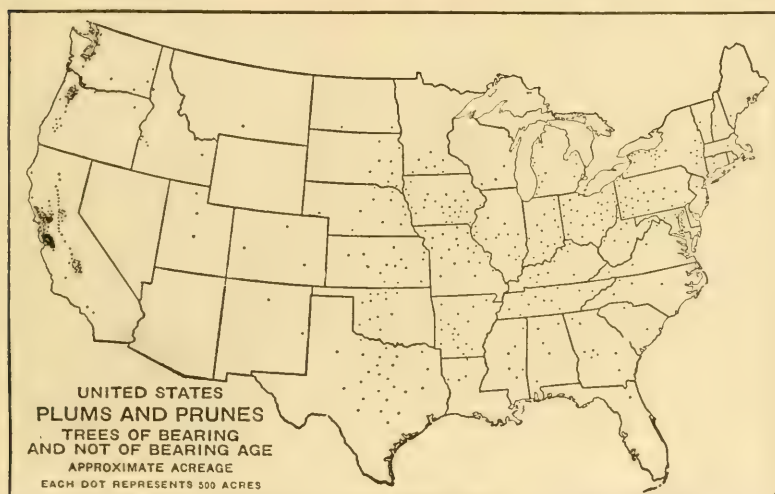 UNITED STATES
PLUMS AND PRUNES
TREES OF BEARING
AND NOT OF BEARING AGE
APPROXIMATE ACREAGE
EACH DOT REPRESENTS 500 ACRES